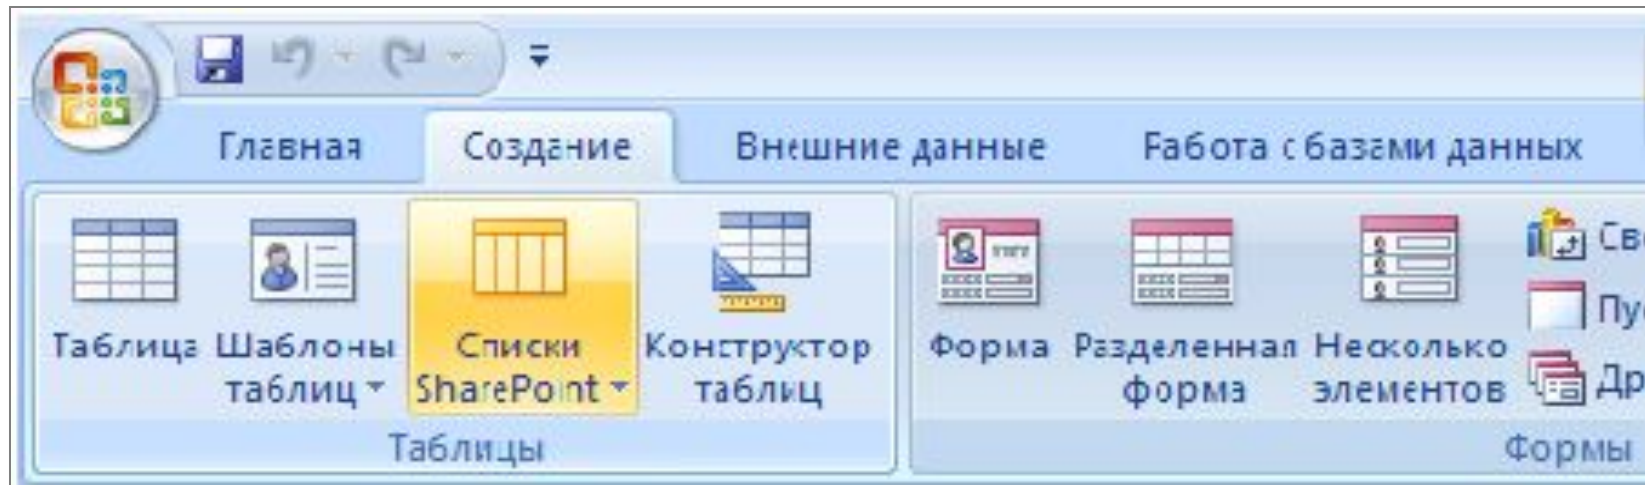 Главная Создание Внешние данные Работа с базами данных
Таблица Шаблоны таблиц Списки SharePoint Конструктор таблиц
Форма Разделенная форма Несколько элементов
Таблицы
Формы